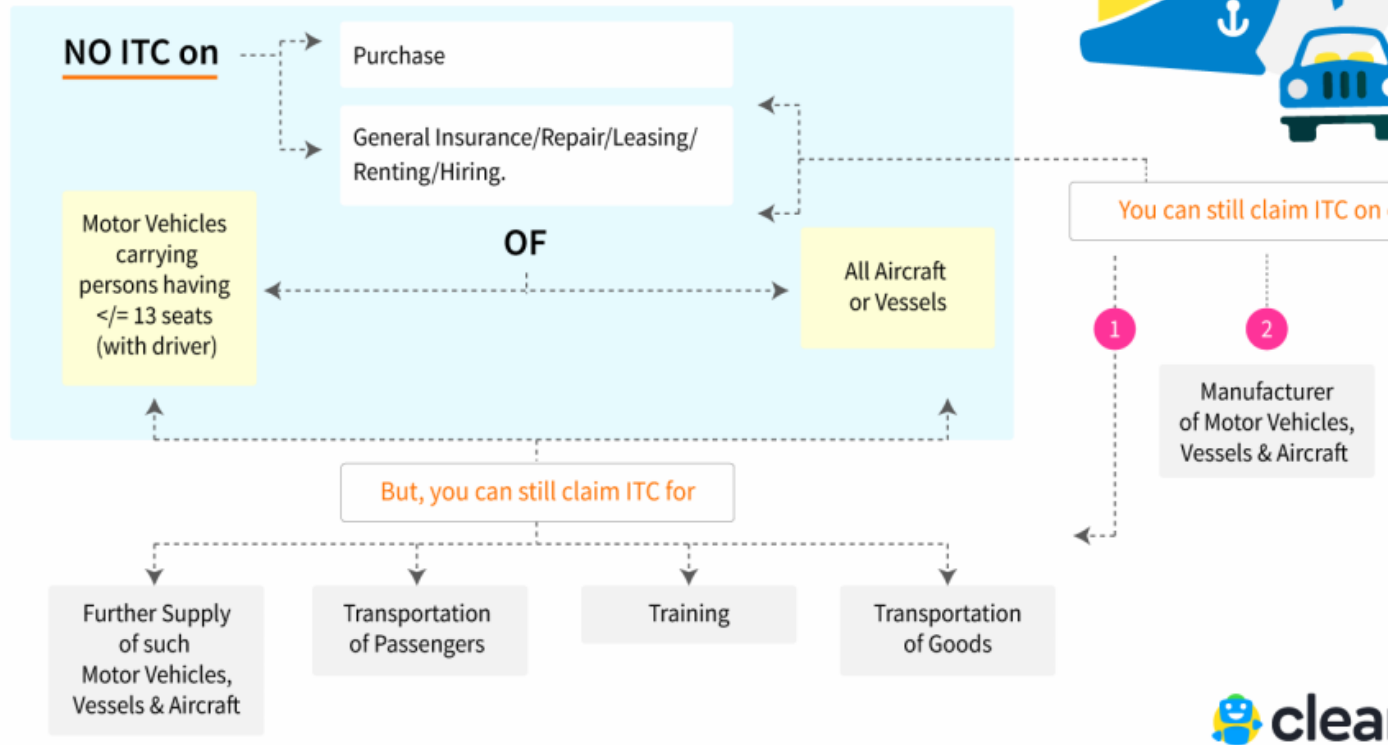 NO ITC on
Purchase
General Insurance/Repair/Leasing/
Renting/Hiring.
Motor Vehicles
carrying
persons having
</= 13 seats
(with driver)
OF
All Aircraft
or Vessels
You can still claim ITC on
1
2
Manufacturer
of Motor Vehicles,
Vessels & Aircraft
But, you can still claim ITC for
Further Supply
of such
Motor Vehicles,
Vessels & Aircraft
Transportation
of Passengers
Training
Transportation
of Goods
clear